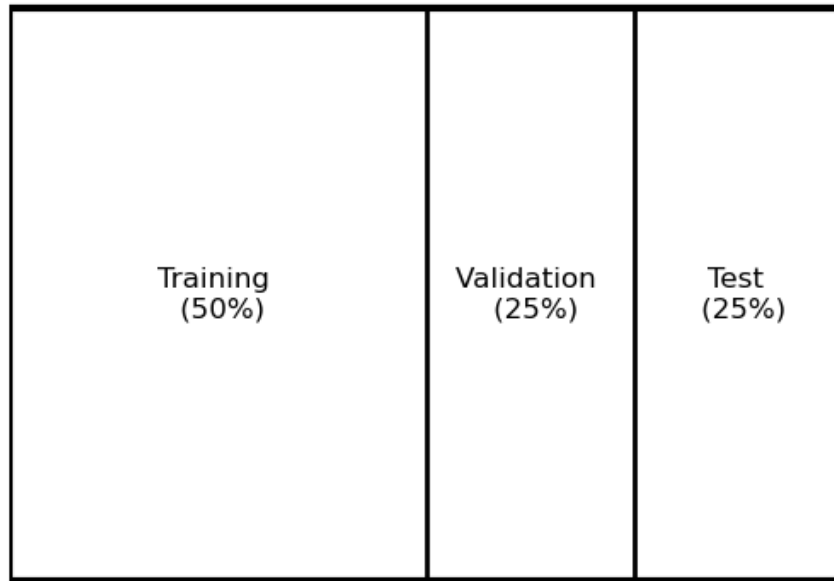 Training
(50%)
Validation
(25%)
Test
(25%)